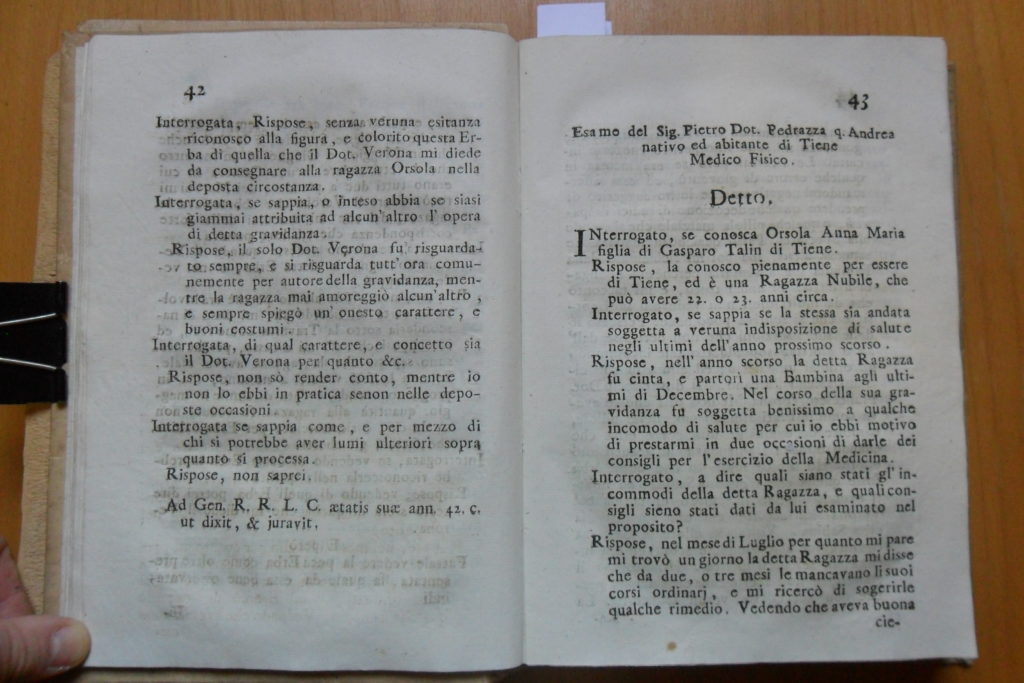 42
Interrogata, Rispose, senza veruna esitanza
riconosco alla figura, e colorito questa Er-
ba di quella che il Dot. Verona mi diede
da consegnare alla ragazza Orsola nella
deposta circostanza.
Interrogata, se sappia, o inteso abbia se siasi
giammai attribuita ad alcun'altro l'opera
di detta gravidanza.
Rispose, il solo Dot. Verona fu risguarda-
to sempre, e si risguarda tutt'ora comu-
nemente per autore della gravidanza, men-
tre la ragazza mai amoreggiò alcun'altro,
e sempre spiegò un'onesto carattere, e
buoni costumi.
Interrogata, di qual carattere, e concetto sia
il Dot. Verona per quanto &c.
Rispose, non sò render conto, mentre io
non lo ebbi in pratica senon nelle depo-
ste occasioni.
Interrogata se sappia come, e per mezzo di
chi si potrebbe aver lumi ulteriori sopra
quanto si processa.
Rispose, non saprei.
Ad Gen. R. R. L. C. ætatis suæ ann. 42. c.
ut dixit, & juravit.
43
Esame del Sig. Pietro Dot. Pedrazza q. Andrea
nativo ed abitante di Tiene
Medico Fisico.
Detto.
INterrogato, se conosca Orsola Anna Maria
figlia di Gasparo Talin di Tiene.
Rispose, la conosco pienamente per essere
di Tiene, ed è una Ragazza Nubile, che
può avere 22. o 23. anni circa.
Interrogato, se sappia se la stessa sia andata
soggetta a veruna indisposizione di salute
negli ultimi dell'anno prossimo scorso.
Rispose, nell'anno scorso la detta Ragazza
fu cinta, e partorì una Bambina agli ulti-
mi di Decembre. Nel corso della sua gra-
vidanza fu soggetta benissimo a qualche
incomodo di salute per cui io ebbi motivo
di prestarmi in due occasioni di darle dei
consigli per l'esercizio della Medicina.
Interrogato, a dire quali siano stati gl'in-
commodi della detta Ragazza, e quali con-
sigli sieno stati dati da lui esaminato nel
proposito?
Rispose, nel mese di Luglio per quanto mi pare
mi trovò un giorno la detta Ragazza mi disse
che da due, o tre mesi le mancavano li suoi
corsi ordinarj, e mi ricercò di sogerirle
qualche rimedio. Vedendo che aveva buona
cie-